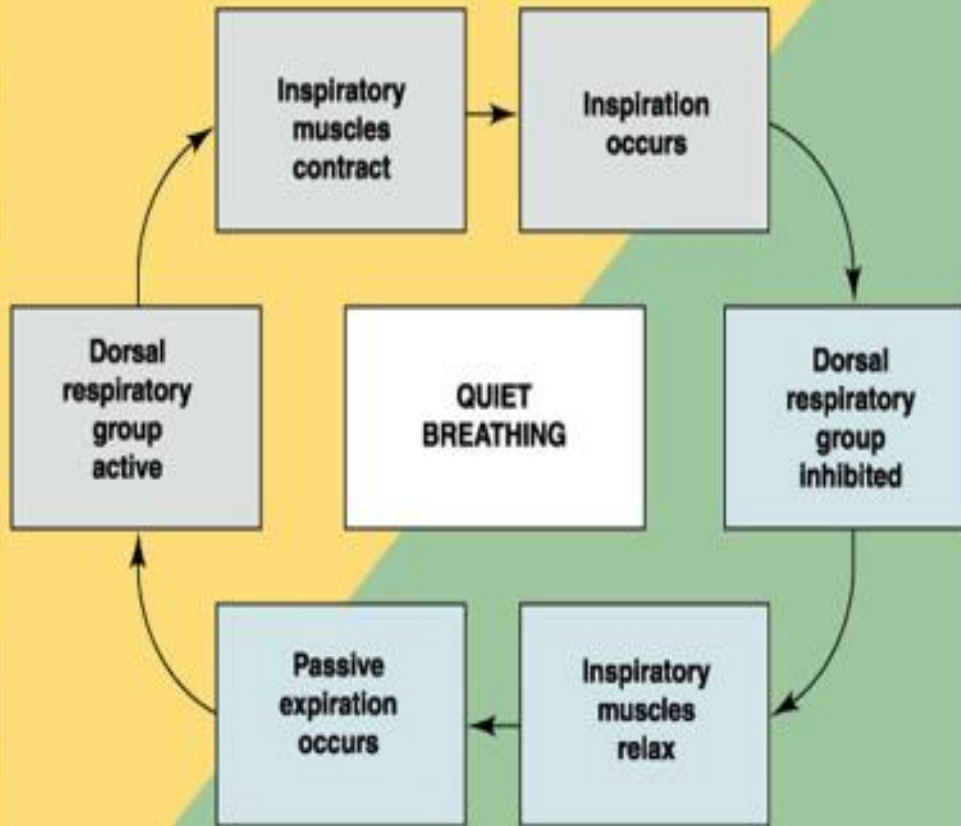 Inspiratory
muscles
contract
Inspiration
occurs
Dorsal
respiratory
group
active
QUIET
BREATHING
Dorsal
respiratory
group
inhibited
Passive
expiration
occurs
Inspiratory
muscles
relax